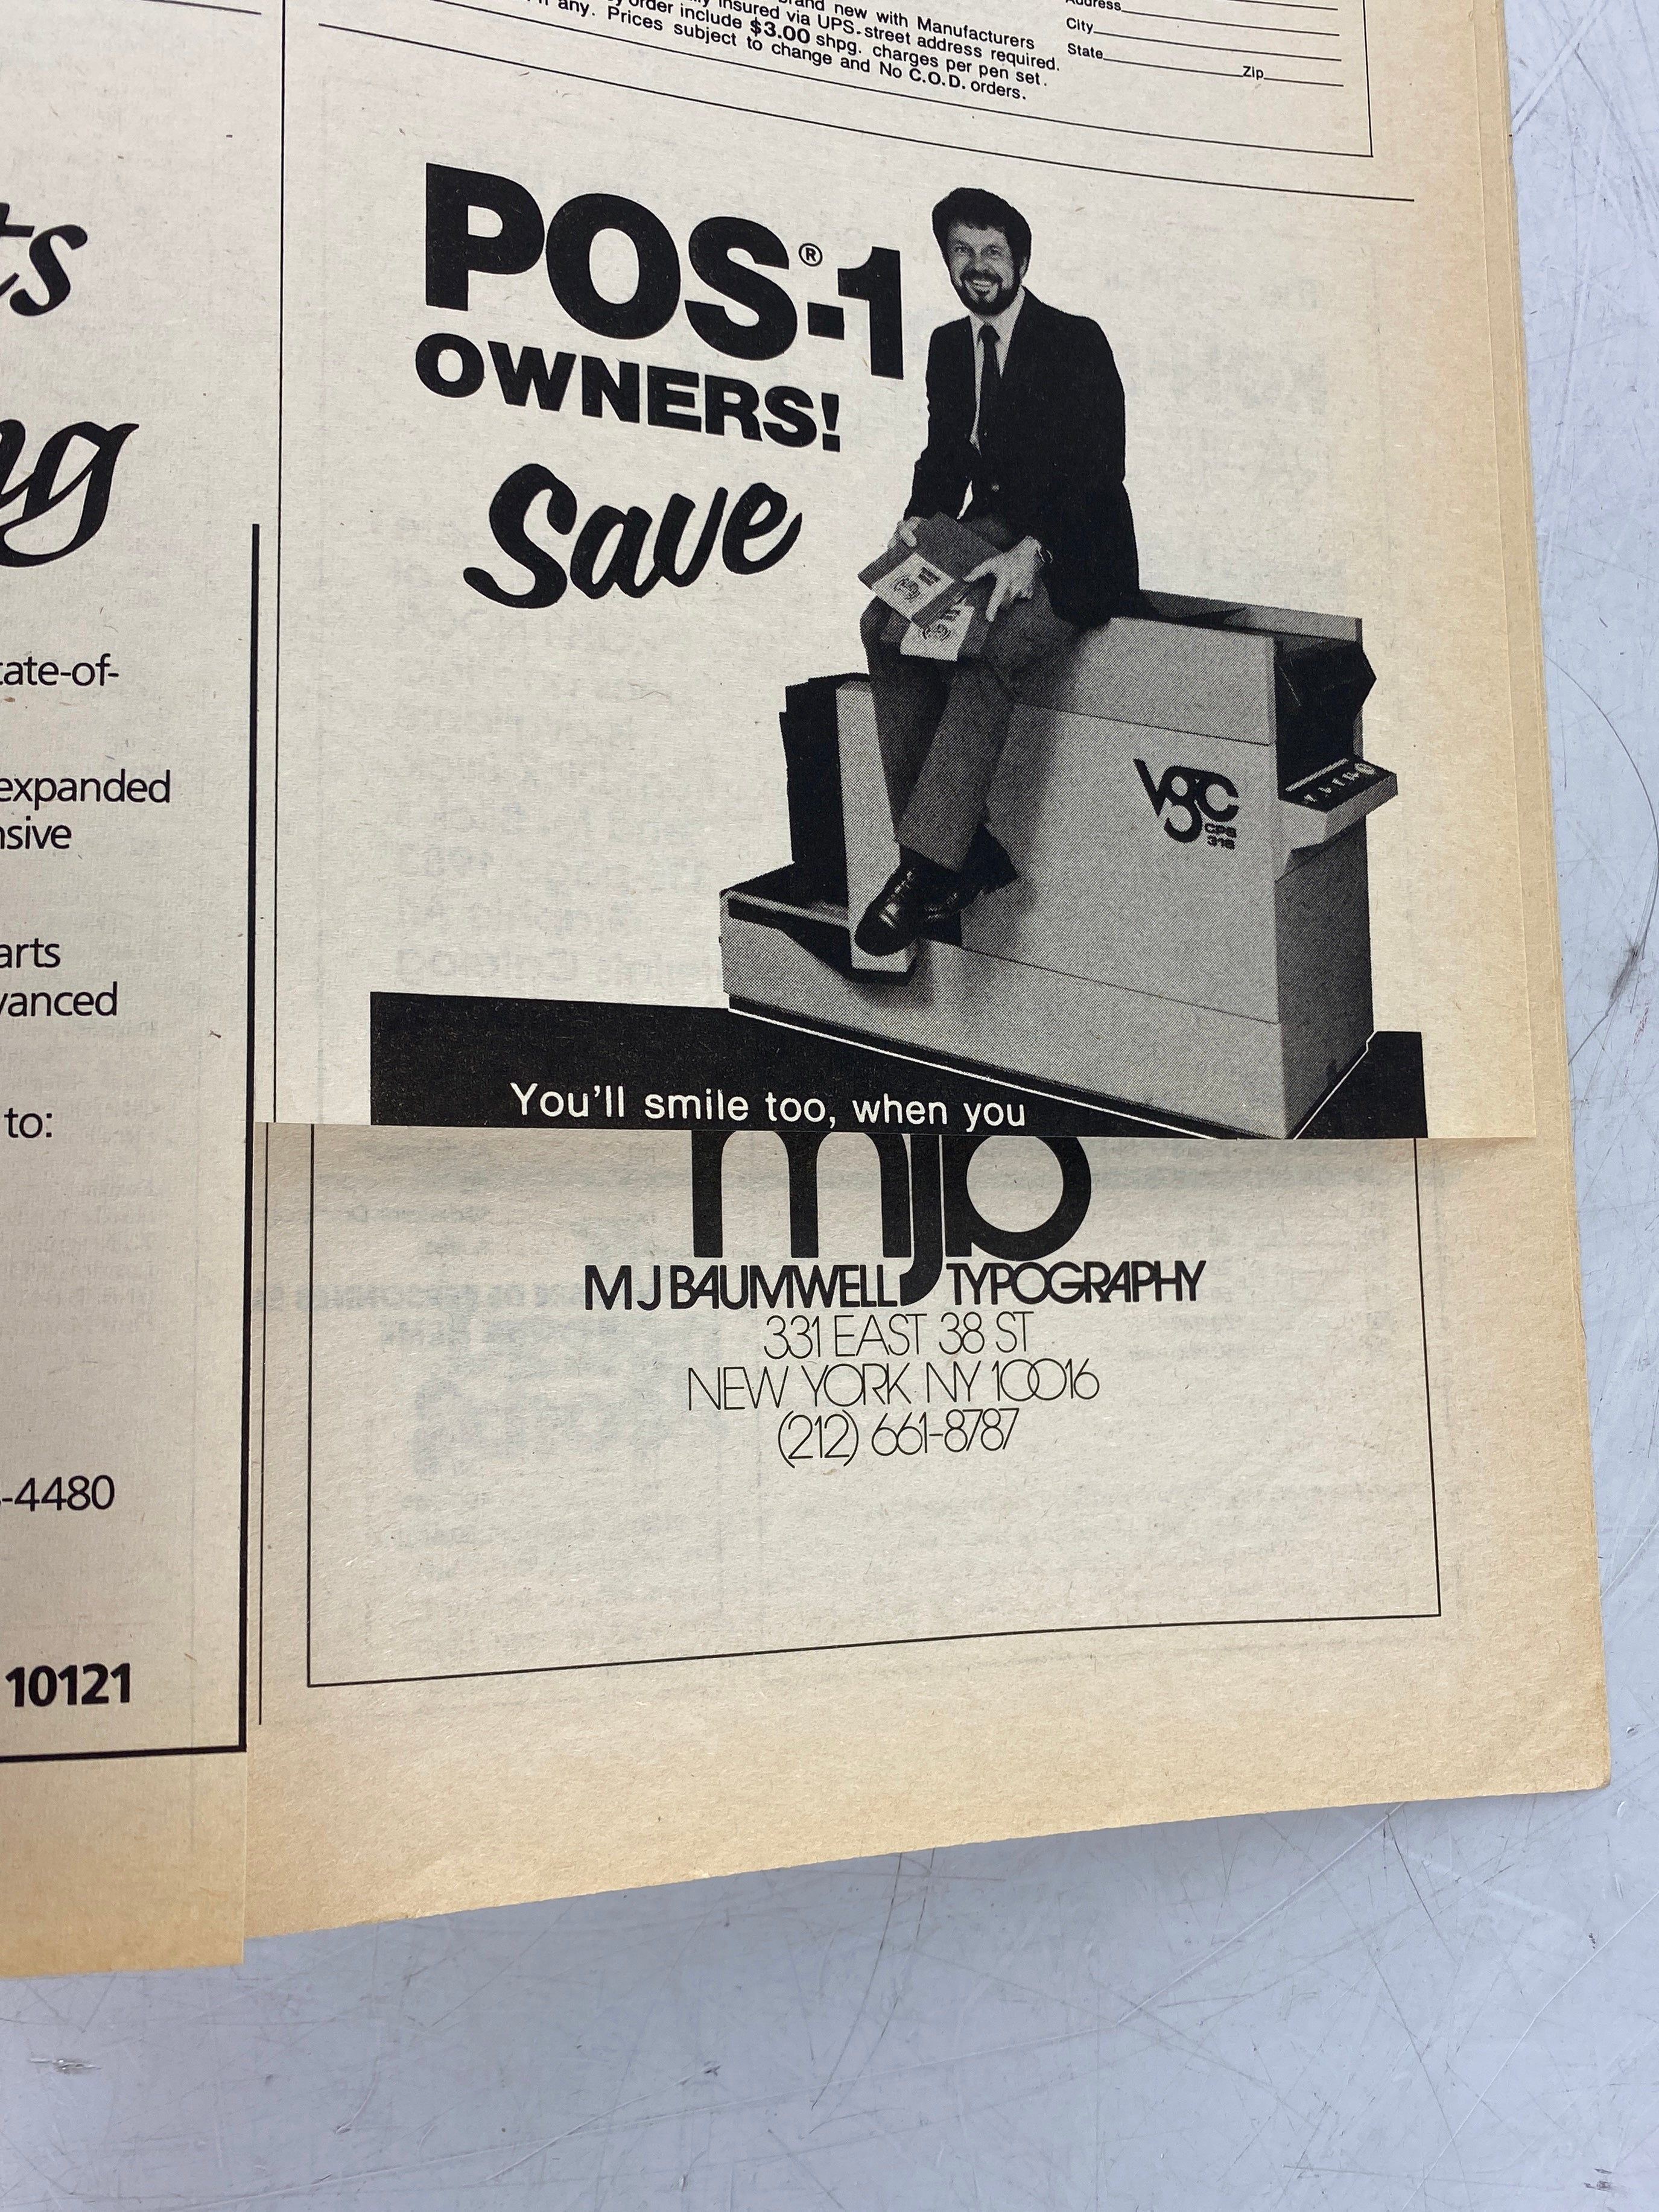 ts
ng
tate-of-
expanded
nsive
arts
vanced
to:
-4480
10121
brand new with Manufacturers
insured via UPS-street address required.
order include $3.00 shpg. charges per pen set.
any. Prices subject to change and No C.O.D. orders.
Address
City
State Zip
POS®-1
OWNERS!
Save
VGC
CPS
316
You'll smile too, when you
mjb
M J BAUMWELL TYPOGRAPHY
331 EAST 38 ST
NEW YORK NY 10016
(212) 661-8787